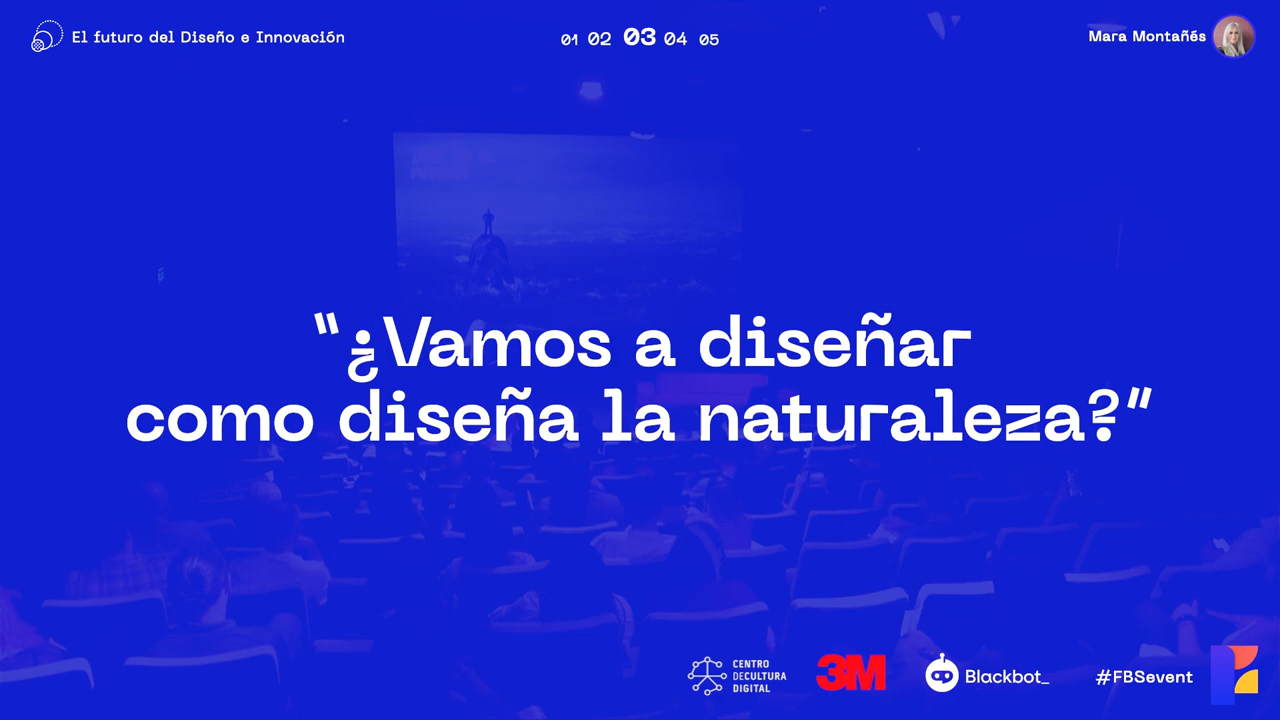 El futuro del Diseño e Innovación
01 02 03 04 05
Mara Montañés
"¿Vamos a diseñar
como diseña la naturaleza?"
CENTRO
DECULTURA
DIGITAL
3M
Blackbot_
#FBSevent